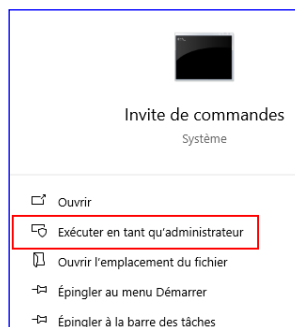 Invite de commandes
Système
Ouvrir
Exécuter en tant qu'administrateur
Ouvrir l'emplacement du fichier
Épingler au menu Démarrer
Épingler à la barre des tâches